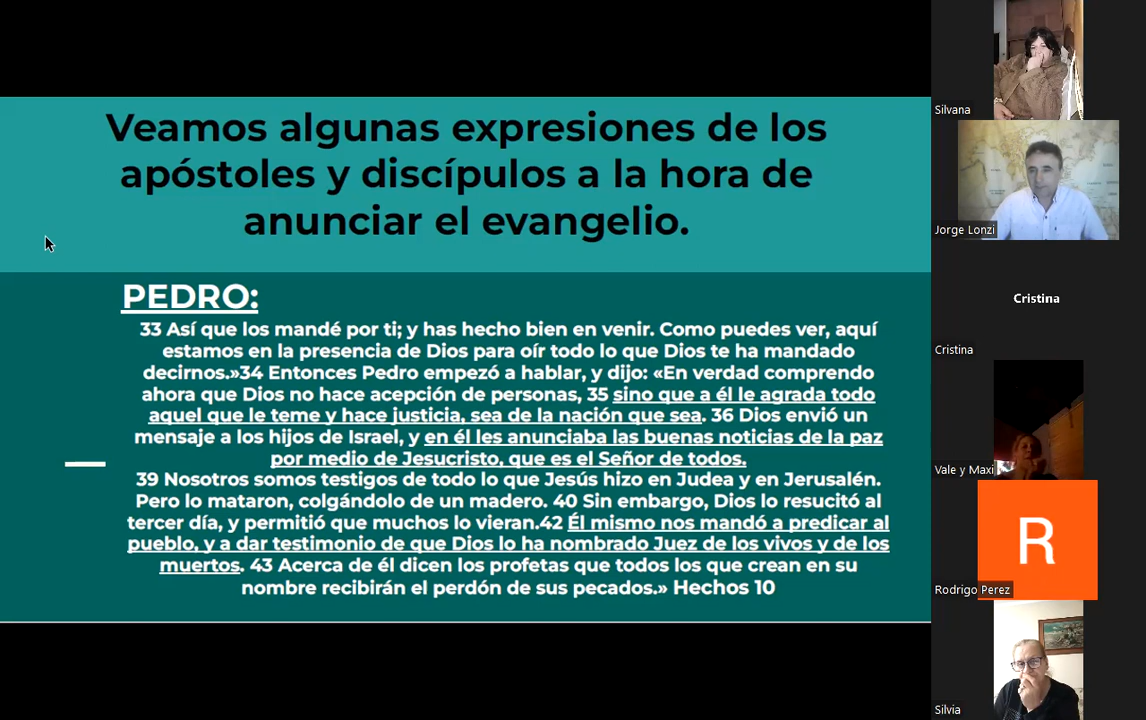 Veamos algunas expresiones de los
apóstoles y discípulos a la hora de
anunciar el evangelio.
PEDRO:
33 Así que los mandé por ti; y has hecho bien en venir. Como puedes ver, aquí
estamos en la presencia de Dios para oír todo lo que Dios te ha mandado
decirnos.»34 Entonces Pedro empezó a hablar, y dijo: «En verdad comprendo
ahora que Dios no hace acepción de personas, 35 sino que a él le agrada todo
aquel que le teme y hace justicia, sea de la nación que sea. 36 Dios envió un
mensaje a los hijos de Israel, y en él les anunciaba las buenas noticias de la paz
por medio de Jesucristo, que es el Señor de todos.
39 Nosotros somos testigos de todo lo que Jesús hizo en Judea y en Jerusalén.
Pero lo mataron, colgándolo de un madero. 40 Sin embargo, Dios lo resucitó al
tercer día, y permitió que muchos lo vieran.42 Él mismo nos mandó a predicar al
pueblo, y a dar testimonio de que Dios lo ha nombrado Juez de los vivos y de los
muertos. 43 Acerca de él dicen los profetas que todos los que crean en su
nombre recibirán el perdón de sus pecados.» Hechos 10
Silvana
Jorge Lonzi
Cristina
Cristina
Vale y Maxi
R
Rodrigo Perez
Silvia